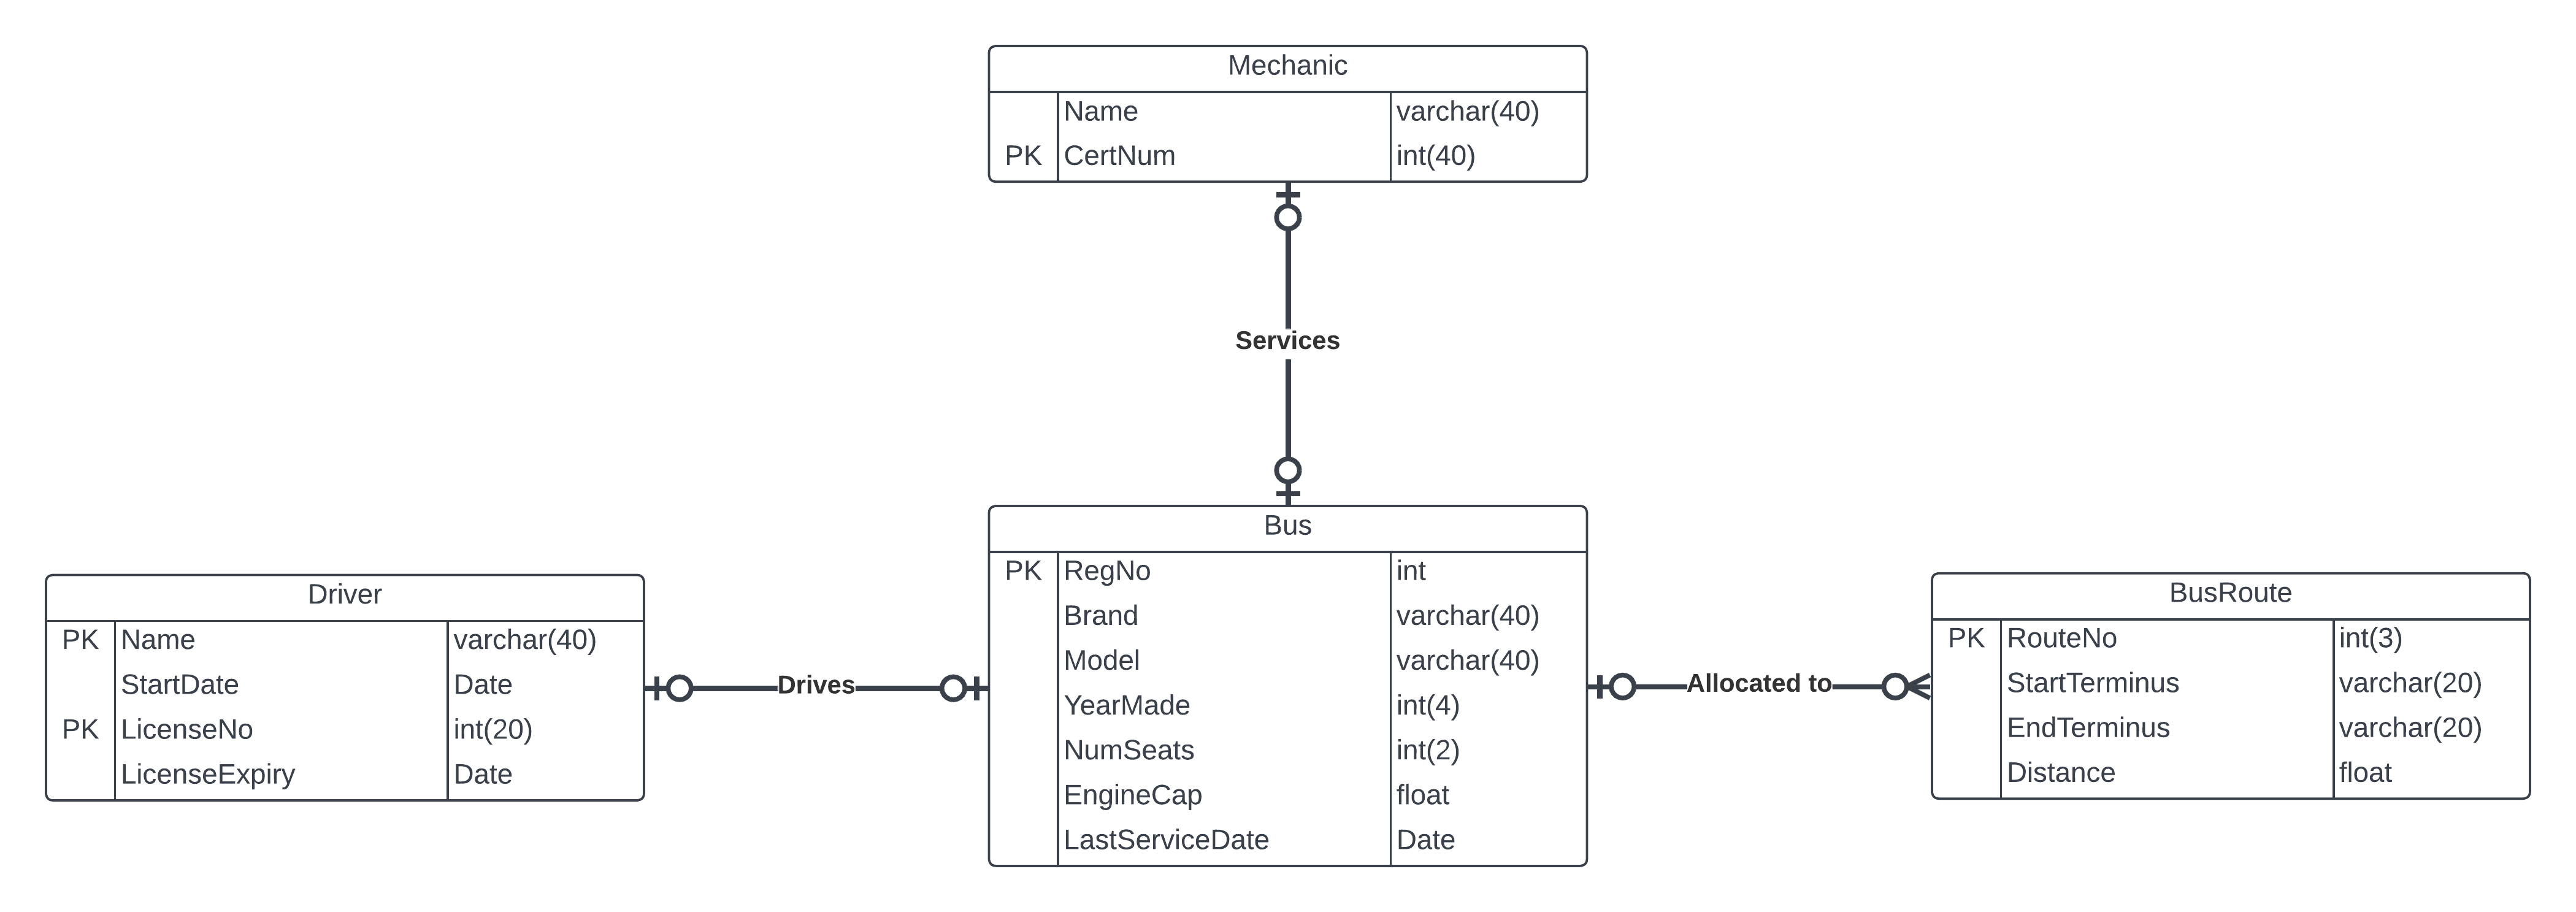 Mechanic
Name varchar(40)
PK CertNum int(40)
Services
Bus
PK RegNo int
Brand varchar(40)
Model varchar(40)
YearMade int(4)
NumSeats int(2)
EngineCap float
LastServiceDate Date
Driver
PK Name varchar(40)
StartDate Date
PK LicenseNo int(20)
LicenseExpiry Date
Drives
Allocated to
BusRoute
PK RouteNo int(3)
StartTerminus varchar(20)
EndTerminus varchar(20)
Distance float